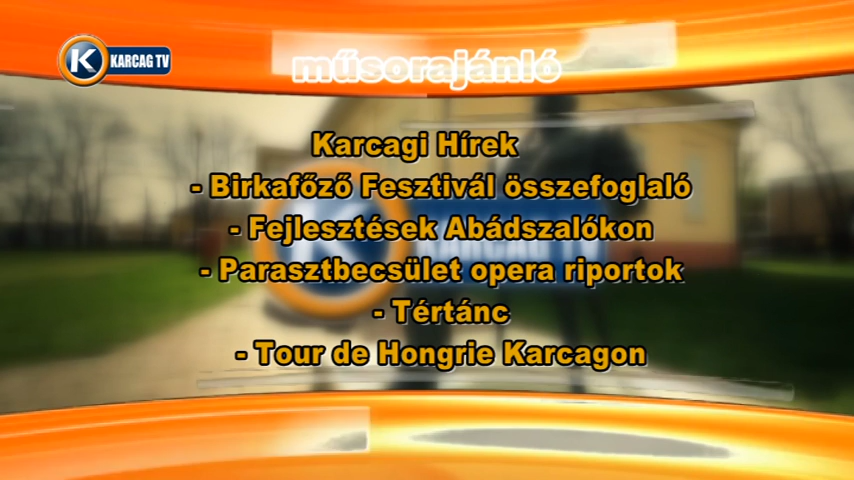 K KARCAG TV
műsorajánló
Karcagi Hírek
- Birkafőző Fesztivál összefoglaló
- Fejlesztések Abádszalókon
- Parasztbecsület opera riportok
- Tértánc
- Tour de Hongrie Karcagon